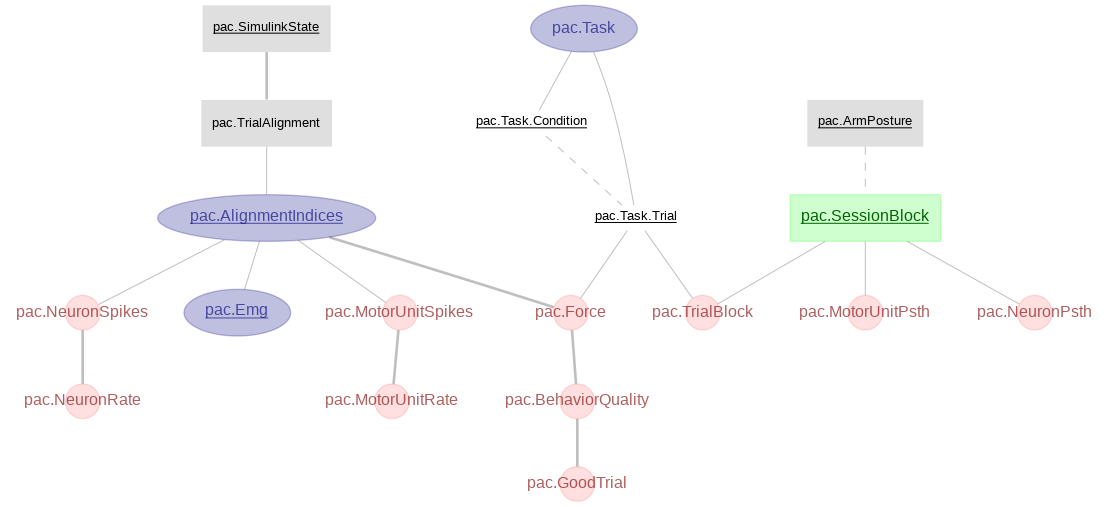 pac.SimulinkState
pac.Task
pac.TrialAlignment
pac.Task.Condition
pac.ArmPosture
pac.AlignmentIndices
pac.Task.Trial
pac.SessionBlock
pac.NeuronSpikes
pac.Emg
pac.MotorUnitSpikes
pac.Force
pac.TrialBlock
pac.MotorUnitPsth
pac.NeuronPsth
pac.NeuronRate
pac.MotorUnitRate
pac.BehaviorQuality
pac.GoodTrial